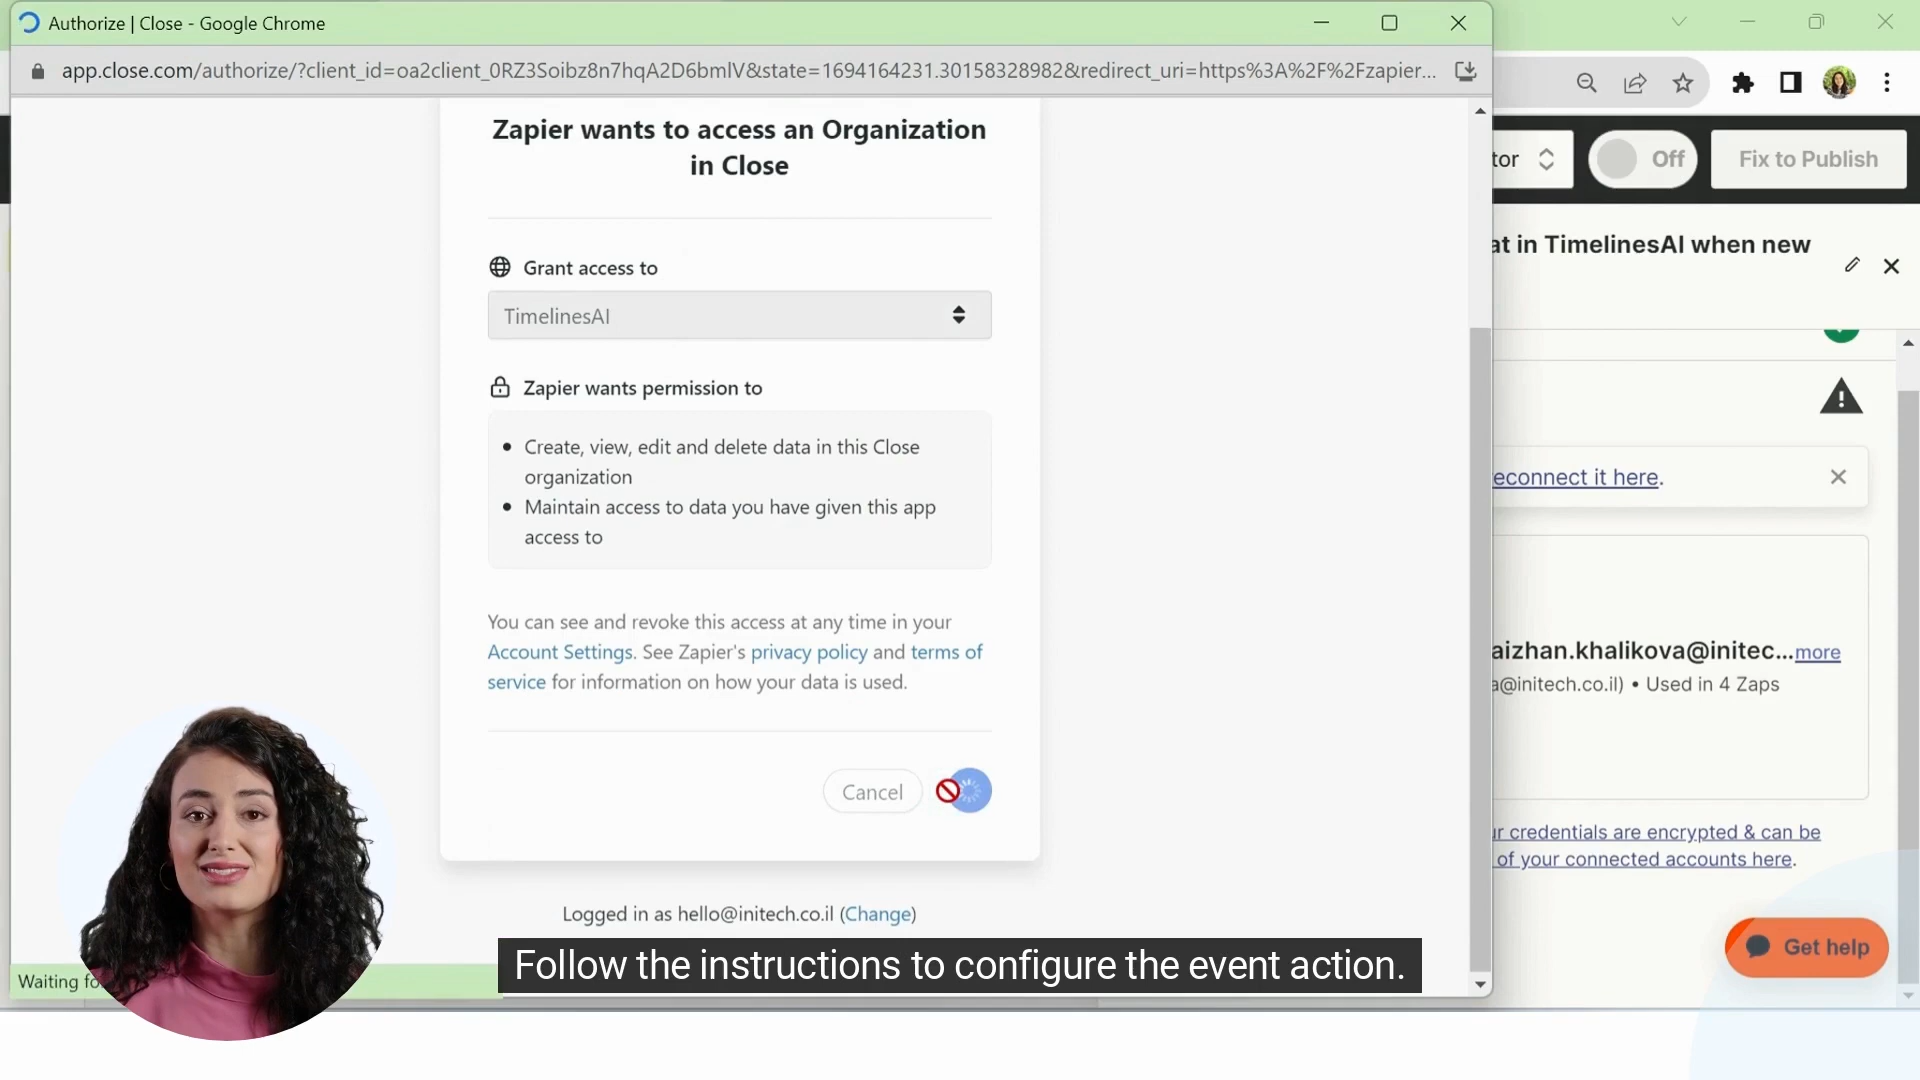 Authorize | Close - Google Chrome
app.close.com/authorize/?client_id=oa2client_0RZ3Soibz8n7hqA2D6bmlV&state=1694164231.30158328982&redirect_uri=https%3A%2F%2Fzapier...
Zapier wants to access an Organization
in Close
Grant access to
TimelinesAI
Zapier wants permission to
• Create, view, edit and delete data in this Close
organization
• Maintain access to data you have given this app
access to
You can see and revoke this access at any time in your
Account Settings. See Zapier's privacy policy and terms of
service for information on how your data is used.
Cancel
Logged in as hello@initech.co.il (Change)
Follow the instructions to configure the event action.
Waiting
Off
Fix to Publish
in TimelinesAI when new
it here.
aizhan.khalikova@initec...more
a@initech.co.il) • Used in 4 Zaps
credentials are encrypted & can be
of your connected accounts here.
Get help